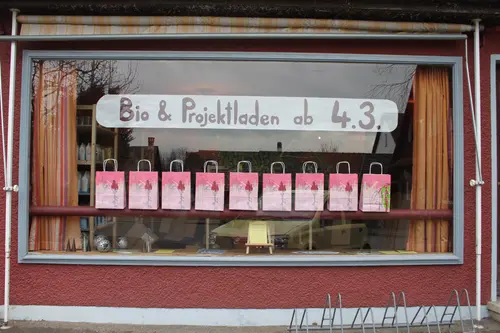 Bio & Projektladen ab 4.3.